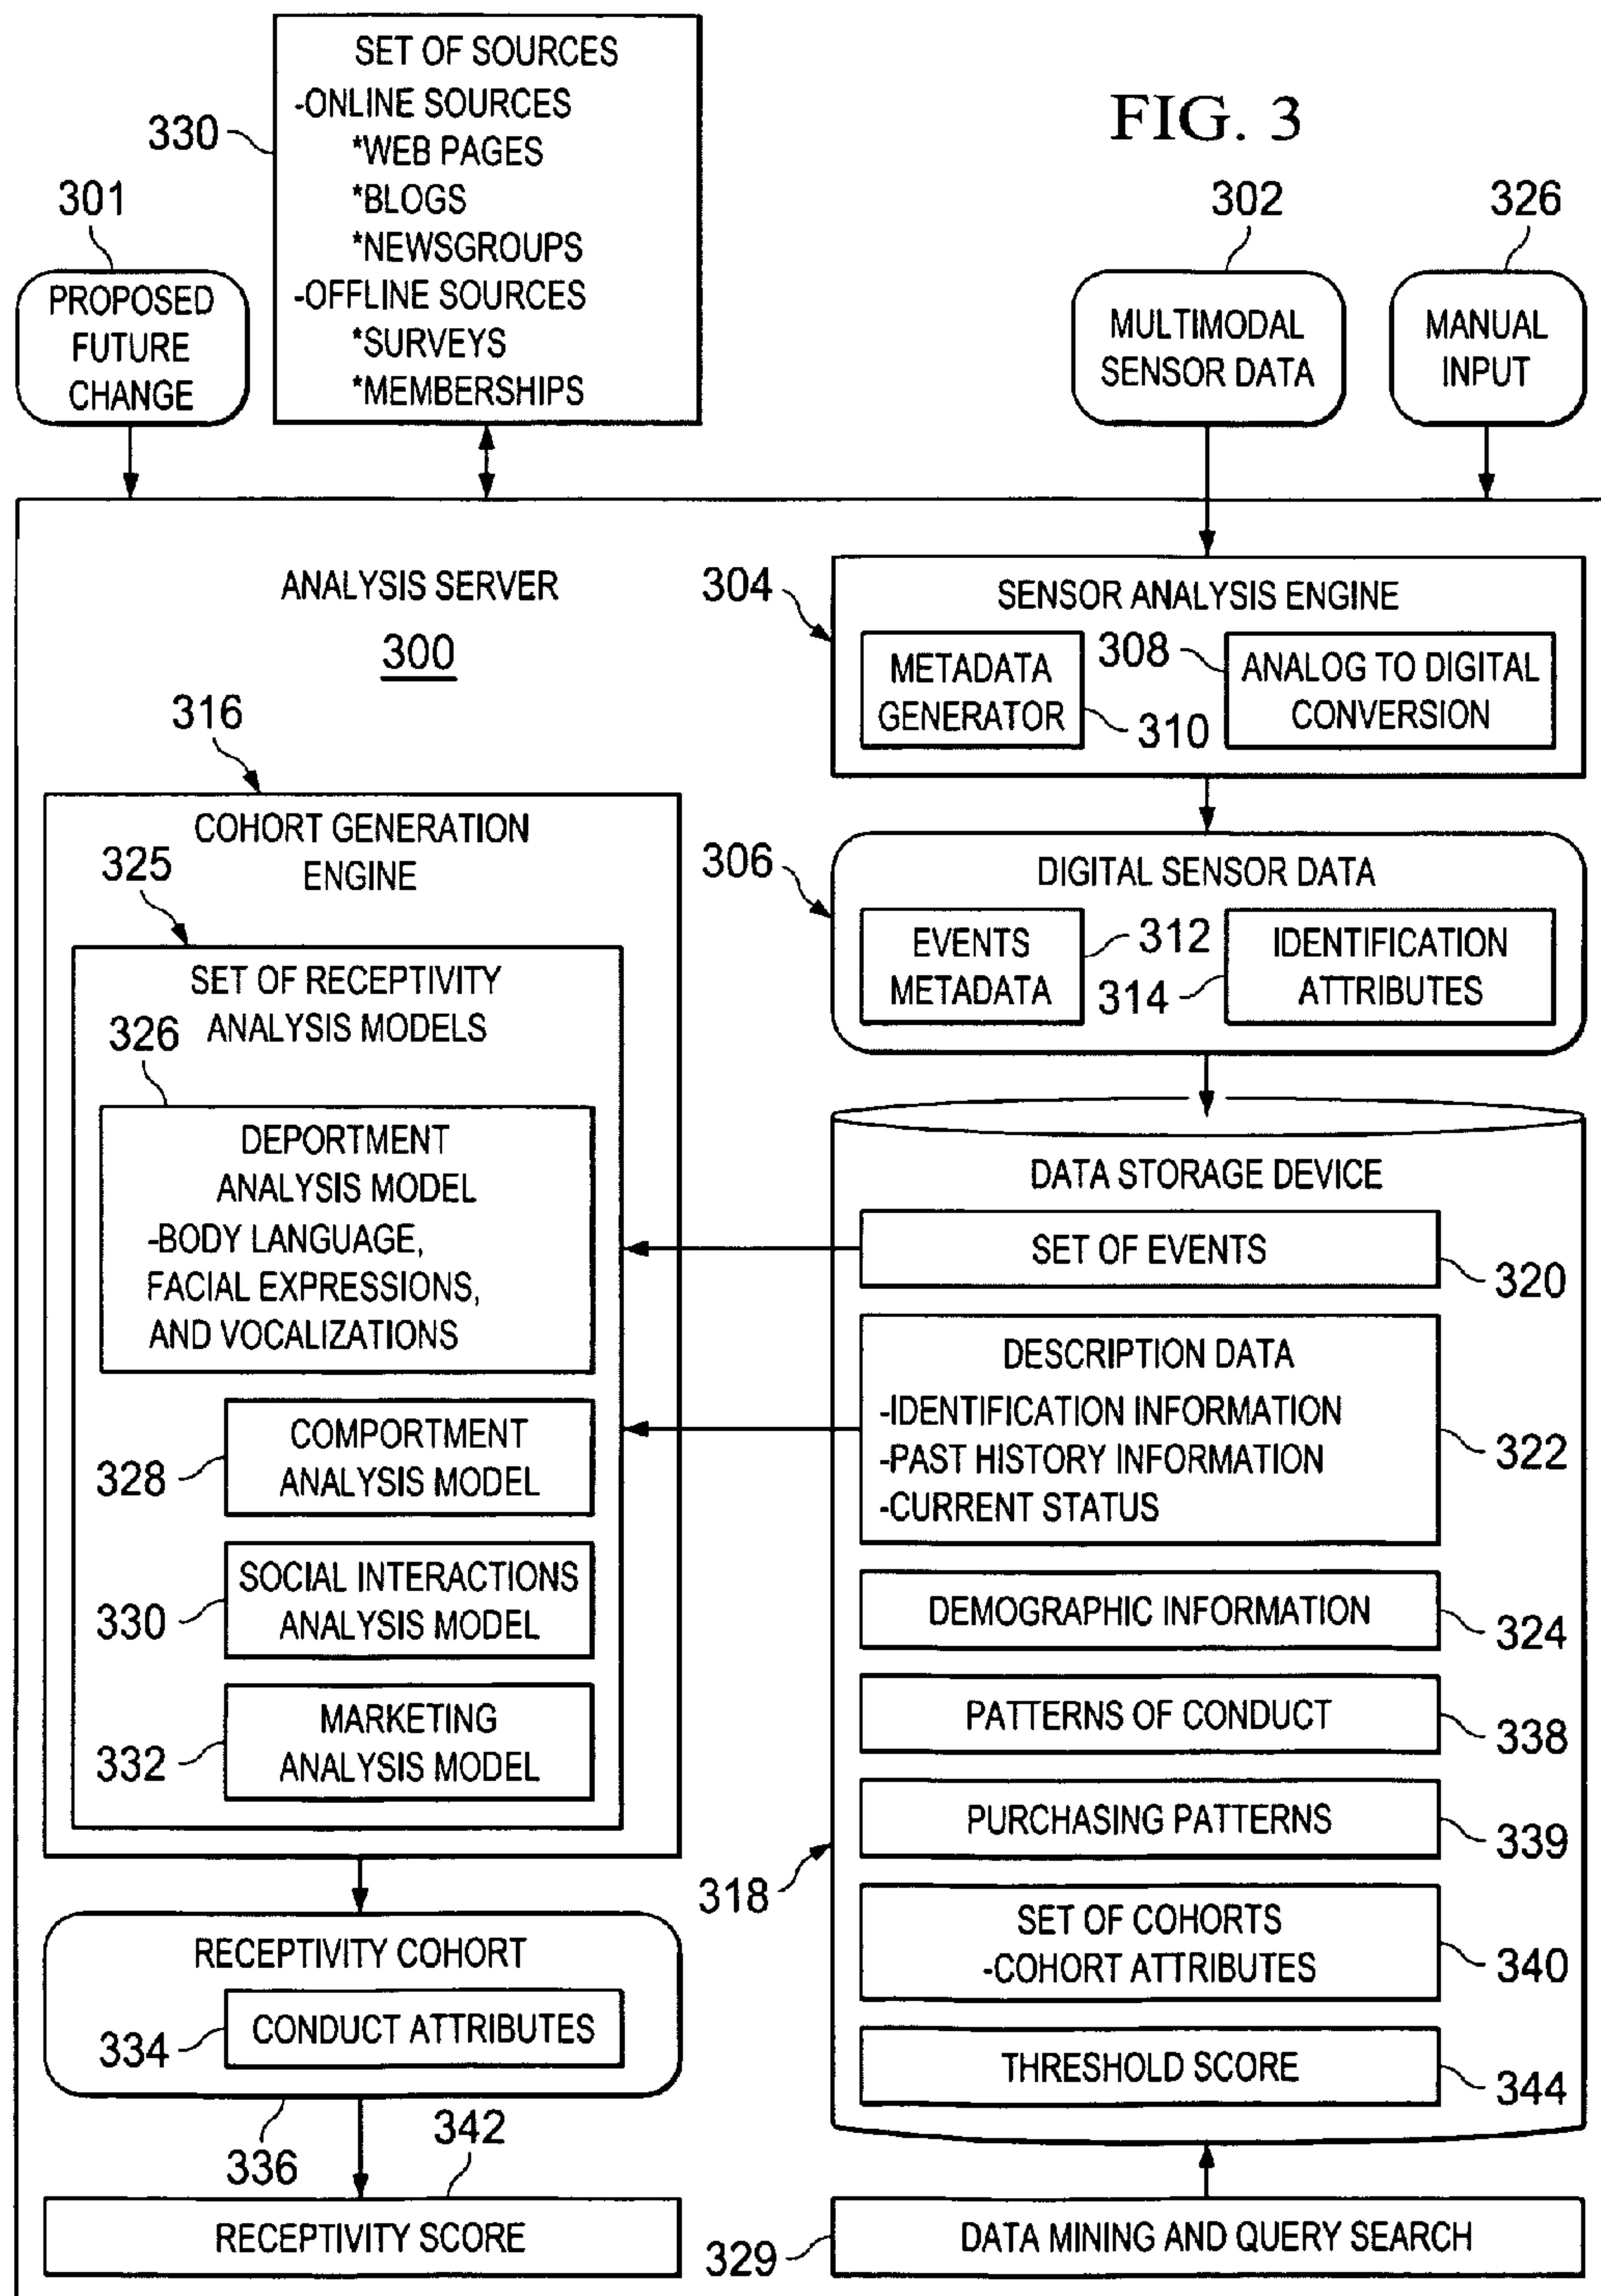 FIG. 3
SET OF SOURCES
-ONLINE SOURCES
*WEB PAGES
*BLOGS
*NEWSGROUPS
-OFFLINE SOURCES
*SURVEYS
*MEMBERSHIPS
330
301
PROPOSED
FUTURE
CHANGE
302
MULTIMODAL
SENSOR DATA
326
MANUAL
INPUT
ANALYSIS SERVER
300
304
SENSOR ANALYSIS ENGINE
METADATA
GENERATOR
310
308
ANALOG TO DIGITAL
CONVERSION
306
DIGITAL SENSOR DATA
EVENTS
METADATA
312
314
IDENTIFICATION
ATTRIBUTES
316
COHORT GENERATION
ENGINE
325
SET OF RECEPTIVITY
ANALYSIS MODELS
326
DEPORTMENT
ANALYSIS MODEL
-BODY LANGUAGE,
FACIAL EXPRESSIONS,
AND VOCALIZATIONS
328
COMPORTMENT
ANALYSIS MODEL
330
SOCIAL INTERACTIONS
ANALYSIS MODEL
332
MARKETING
ANALYSIS MODEL
DATA STORAGE DEVICE
SET OF EVENTS
320
DESCRIPTION DATA
-IDENTIFICATION INFORMATION
-PAST HISTORY INFORMATION
-CURRENT STATUS
322
DEMOGRAPHIC INFORMATION
324
PATTERNS OF CONDUCT
338
PURCHASING PATTERNS
339
318
SET OF COHORTS
-COHORT ATTRIBUTES
340
THRESHOLD SCORE
344
RECEPTIVITY COHORT
334
CONDUCT ATTRIBUTES
336
342
RECEPTIVITY SCORE
329
DATA MINING AND QUERY SEARCH